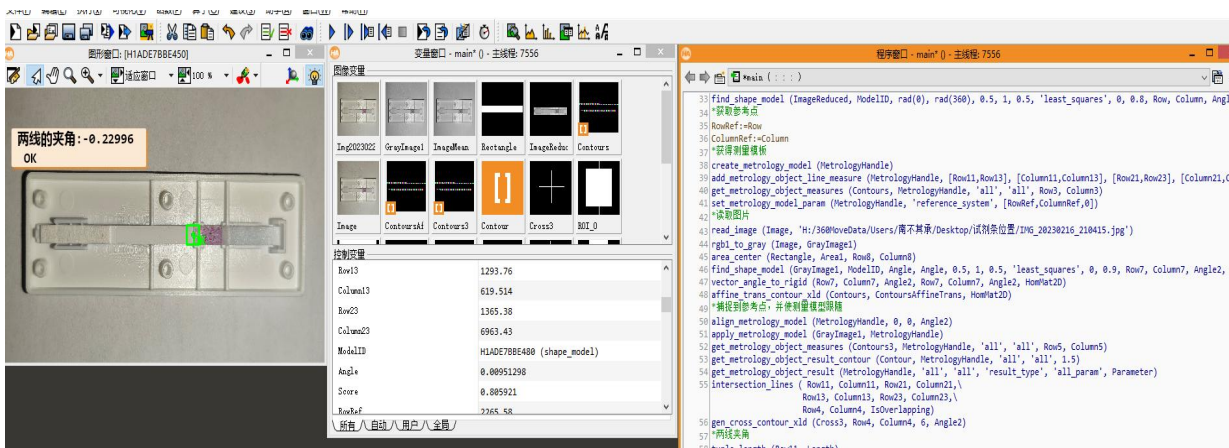 图形窗口: [H1ADE7BBE450]
适应窗口
100 %
两线的夹角:-0.22996
OK
变量窗口 - main* () - 主线程: 7556
图像变量
Img2023022 GrayImage1 ImageMean Rectangle ImageReduc Contours
Image ContoursAf Contours3 Contour Cross3 ROI_0
控制变量
Row13 1293.76
Column13 619.514
Row23 1365.38
Column23 6963.43
ModelID H1ADE7BBE480 (shape_model)
Angle 0.00951298
Score 0.805921
RowRef 2265.58
所有 自动 用户 全局
程序窗口 - main* () - 主线程: 7556
*main ( : : : )
33 find_shape_model (ImageReduced, ModelID, rad(0), rad(360), 0.5, 1, 0.5, 'least_squares', 0, 0.8, Row, Column, Angl
34 *获取参考点
35 RowRef:=Row
36 ColumnRef:=Column
37 *获得测量模板
38 create_metrology_model (MetrologyHandle)
39 add_metrology_object_line_measure (MetrologyHandle, [Row11,Row13], [Column11,Column13], [Row21,Row23], [Column21,C
40 get_metrology_object_measures (Contours, MetrologyHandle, 'all', 'all', Row3, Column3)
41 set_metrology_model_param (MetrologyHandle, 'reference_system', [RowRef,ColumnRef,0])
42 *读取图片
43 read_image (Image, 'H:/360MoveData/Users/南不其承/Desktop/试剂条位置/IMG_20230216_210415.jpg')
44 rgb1_to_gray (Image, GrayImage1)
45 area_center (Rectangle, Area1, Row8, Column8)
46 find_shape_model (GrayImage1, ModelID, Angle, Angle, 0.5, 1, 0.5, 'least_squares', 0, 0.9, Row7, Column7, Angle2,
47 vector_angle_to_rigid (Row7, Column7, Angle2, Row7, Column7, Angle2, HomMat2D)
48 affine_trans_contour_xld (Contours, ContoursAffineTrans, HomMat2D)
49 *捕捉到参考点，并使测量模型跟随
50 align_metrology_model (MetrologyHandle, 0, 0, Angle2)
51 apply_metrology_model (GrayImage1, MetrologyHandle)
52 get_metrology_object_measures (Contours3, MetrologyHandle, 'all', 'all', Row5, Column5)
53 get_metrology_object_result_contour (Contour, MetrologyHandle, 'all', 'all', 1.5)
54 get_metrology_object_result (MetrologyHandle, 'all', 'all', 'result_type', 'all_param', Parameter)
55 intersection_lines ( Row11, Column11, Row21, Column21,\
Row13, Column13, Row23, Column23,\
Row4, Column4, IsOverlapping)
56 gen_cross_contour_xld (Cross3, Row4, Column4, 6, Angle2)
57 *两线夹角